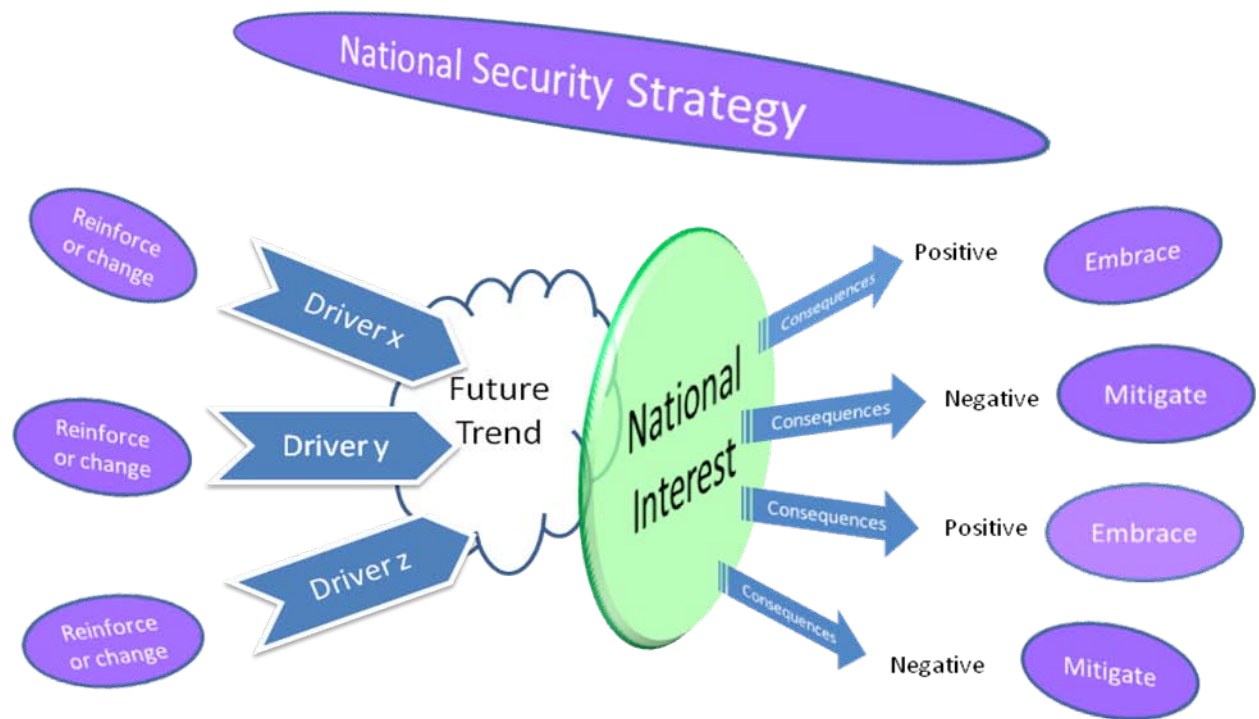 National Security Strategy
Reinforce
or change
Driver x
Positive
Consequences
Embrace
Future
Trend
National
Interest
Consequences
Negative
Mitigate
Reinforce
or change
Driver y
Consequences
Positive
Embrace
Reinforce
or change
Driver z
Consequences
Negative
Mitigate